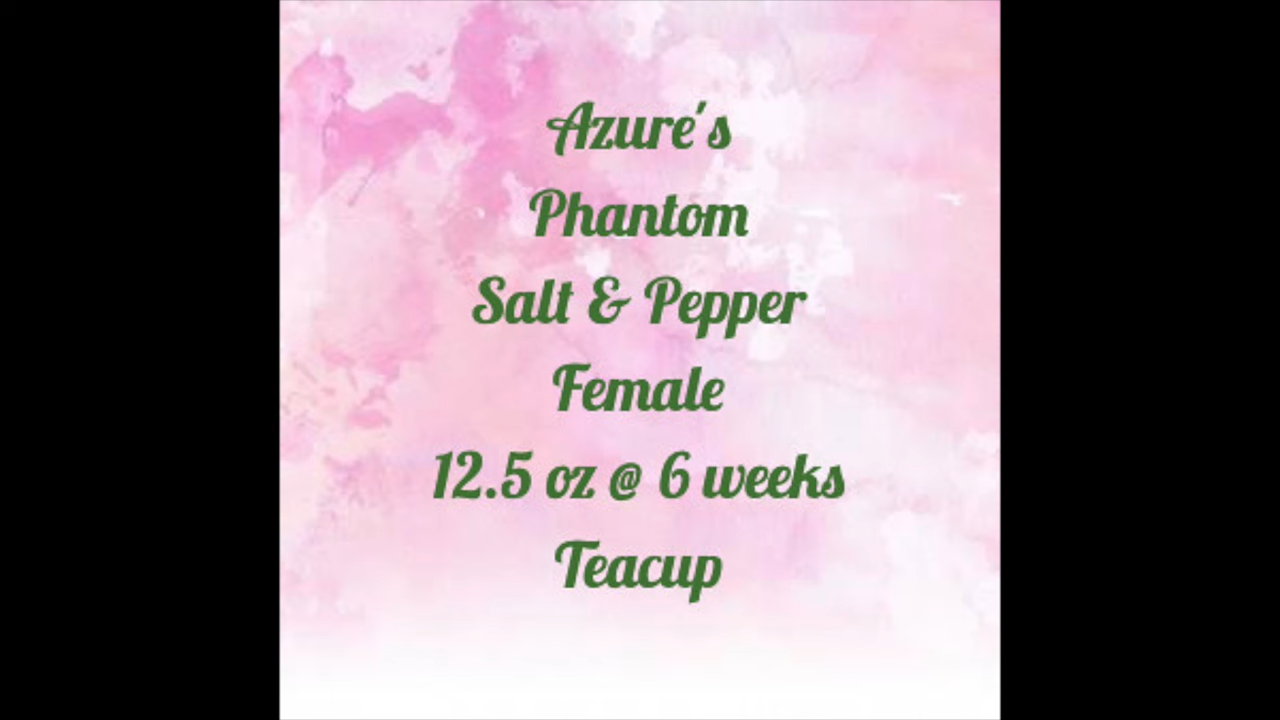 Azure's
Phantom
Salt & Pepper
Female
12.5 oz @ 6 weeks
Teacup